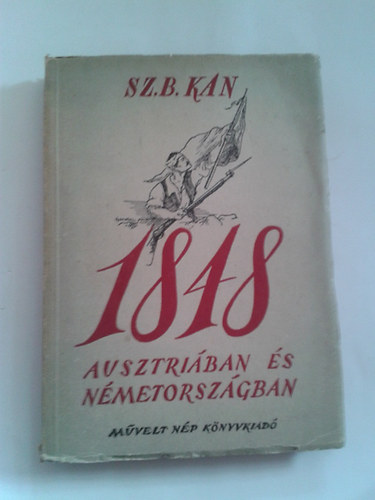 SZ.B. KAN
1848
AUSZTRIÁBAN ÉS
NÉMETORSZÁGBAN
MŰVELT NÉP KÖNYVKIADÓ